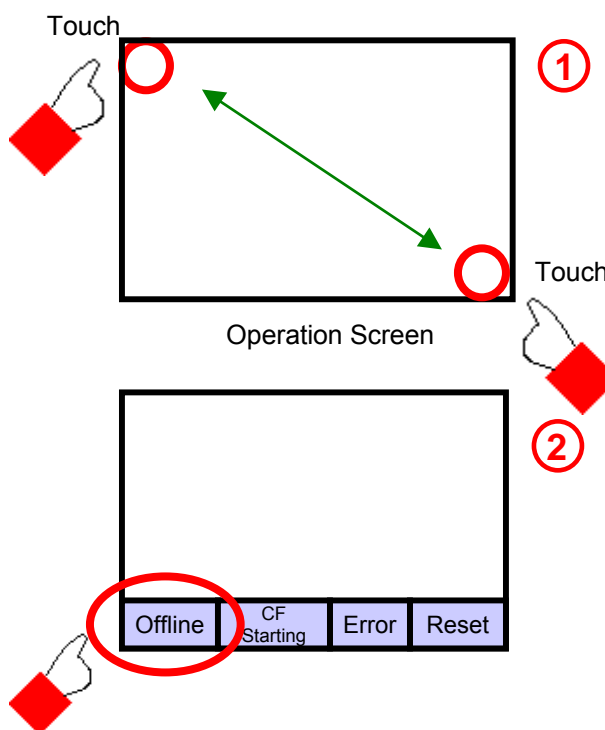 Touch
1
Touch
Operation Screen
2
Offline
CF
Starting
Error
Reset